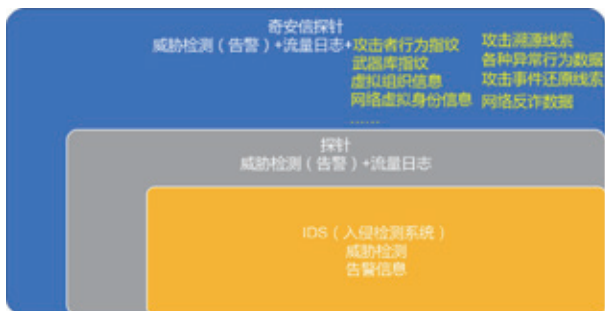 奇安信探针
威胁检测（告警）+流量日志+攻击者行为指纹
武器库指纹
虚拟组织信息
网络虚拟身份信息
……
攻击溯源线索
各种异常行为数据
攻击事件还原线索
网络反诈数据
探针
威胁检测（告警）+流量日志
IDS（入侵检测系统）
威胁检测
告警信息